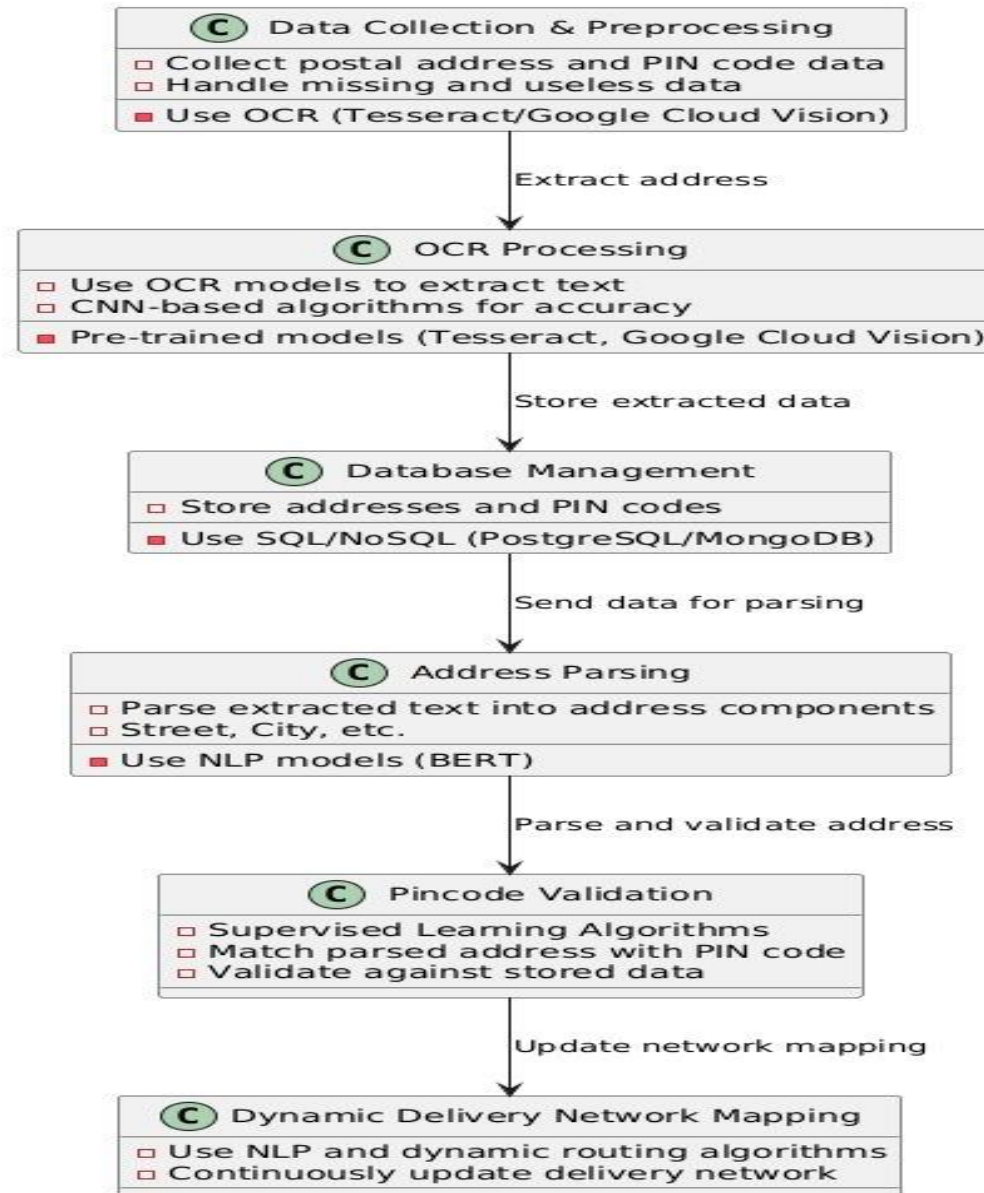 C Data Collection & Preprocessing
Collect postal address and PIN code data
Handle missing and useless data
Use OCR (Tesseract/Google Cloud Vision)
Extract address
C OCR Processing
Use OCR models to extract text
CNN-based algorithms for accuracy
Pre-trained models (Tesseract, Google Cloud Vision)
Store extracted data
C Database Management
Store addresses and PIN codes
Use SQL/NoSQL (PostgreSQL/MongoDB)
Send data for parsing
C Address Parsing
Parse extracted text into address components
Street, City, etc.
Use NLP models (BERT)
Parse and validate address
C Pincode Validation
Supervised Learning Algorithms
Match parsed address with PIN code
Validate against stored data
Update network mapping
C Dynamic Delivery Network Mapping
Use NLP and dynamic routing algorithms
Continuously update delivery network